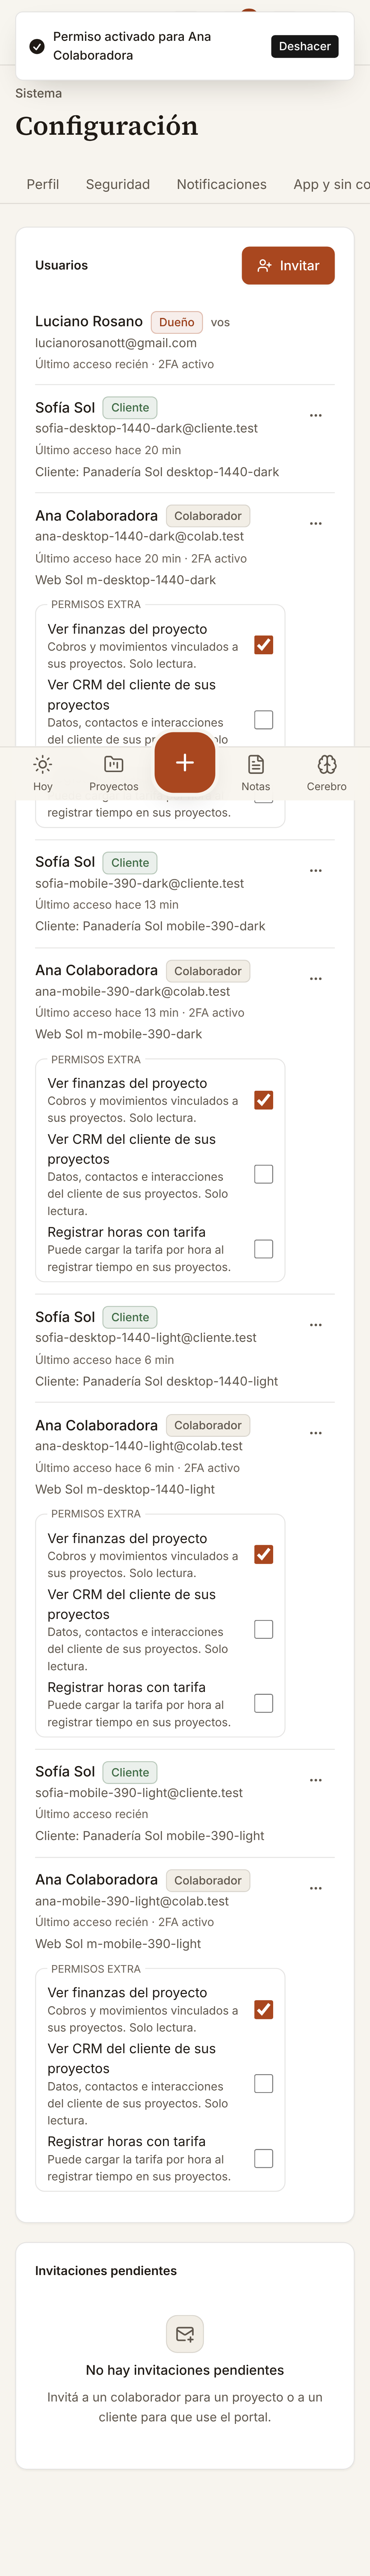 Permiso activado para Ana
Colaboradora
Deshacer
Sistema
Configuración
Perfil Seguridad Notificaciones App y sin co
Usuarios
Invitar
Luciano Rosano Dueño vos
lucianorosanott@gmail.com
Último acceso recién · 2FA activo
Sofía Sol Cliente
sofia-desktop-1440-dark@cliente.test
Último acceso hace 20 min
Cliente: Panadería Sol desktop-1440-dark
Ana Colaboradora Colaborador
ana-desktop-1440-dark@colab.test
Último acceso hace 20 min · 2FA activo
Web Sol m-desktop-1440-dark
PERMISOS EXTRA
Ver finanzas del proyecto
Cobros y movimientos vinculados a
sus proyectos. Solo lectura.
Ver CRM del cliente de sus
proyectos
Datos, contactos e interacciones
del cliente de sus proyectos. Solo
Hoy Proyectos Notas Cerebro
registrar tiempo en sus proyectos.
Sofía Sol Cliente
sofia-mobile-390-dark@cliente.test
Último acceso hace 13 min
Cliente: Panadería Sol mobile-390-dark
Ana Colaboradora Colaborador
ana-mobile-390-dark@colab.test
Último acceso hace 13 min · 2FA activo
Web Sol m-mobile-390-dark
PERMISOS EXTRA
Ver finanzas del proyecto
Cobros y movimientos vinculados a
sus proyectos. Solo lectura.
Ver CRM del cliente de sus
proyectos
Datos, contactos e interacciones
del cliente de sus proyectos. Solo
lectura.
Registrar horas con tarifa
Puede cargar la tarifa por hora al
registrar tiempo en sus proyectos.
Sofía Sol Cliente
sofia-desktop-1440-light@cliente.test
Último acceso hace 6 min
Cliente: Panadería Sol desktop-1440-light
Ana Colaboradora Colaborador
ana-desktop-1440-light@colab.test
Último acceso hace 6 min · 2FA activo
Web Sol m-desktop-1440-light
PERMISOS EXTRA
Ver finanzas del proyecto
Cobros y movimientos vinculados a
sus proyectos. Solo lectura.
Ver CRM del cliente de sus
proyectos
Datos, contactos e interacciones
del cliente de sus proyectos. Solo
lectura.
Registrar horas con tarifa
Puede cargar la tarifa por hora al
registrar tiempo en sus proyectos.
Sofía Sol Cliente
sofia-mobile-390-light@cliente.test
Último acceso recién
Cliente: Panadería Sol mobile-390-light
Ana Colaboradora Colaborador
ana-mobile-390-light@colab.test
Último acceso recién · 2FA activo
Web Sol m-mobile-390-light
PERMISOS EXTRA
Ver finanzas del proyecto
Cobros y movimientos vinculados a
sus proyectos. Solo lectura.
Ver CRM del cliente de sus
proyectos
Datos, contactos e interacciones
del cliente de sus proyectos. Solo
lectura.
Registrar horas con tarifa
Puede cargar la tarifa por hora al
registrar tiempo en sus proyectos.
Invitaciones pendientes
No hay invitaciones pendientes
Invitá a un colaborador para un proyecto o a un
cliente para que use el portal.